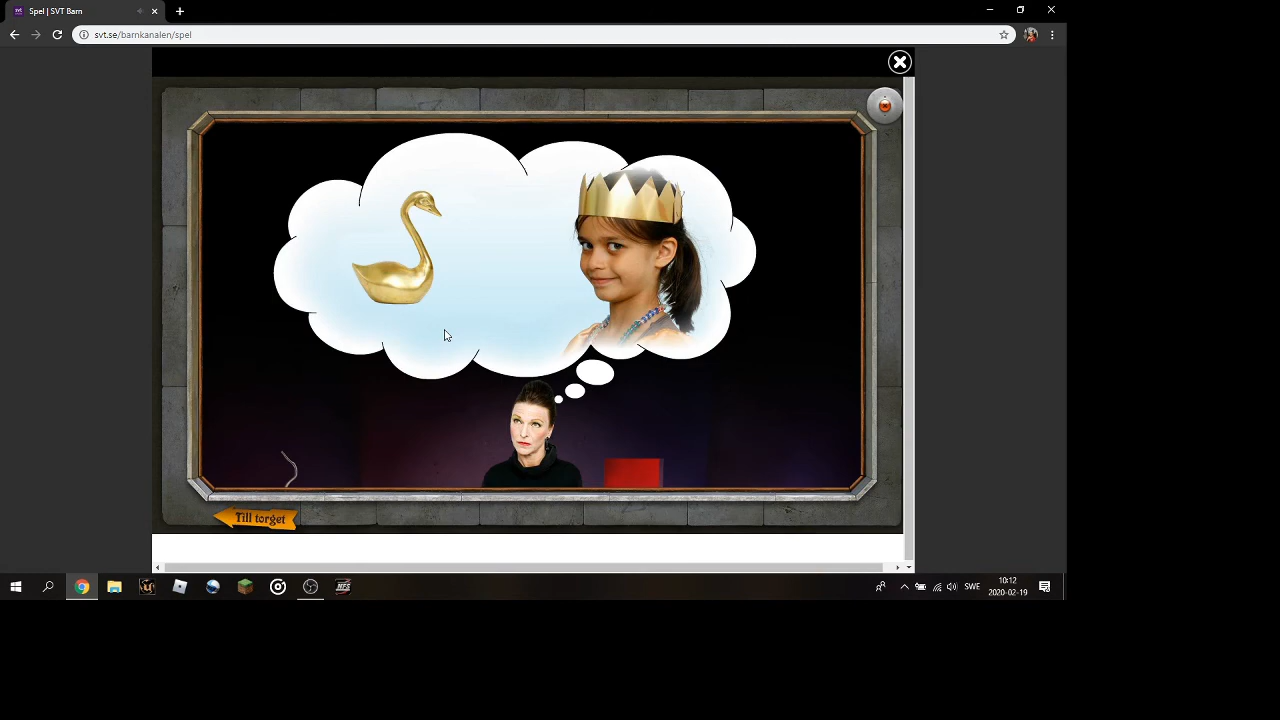 Spel | SVT Barn
svt.se/barnkanalen/spel
Till torget
SWE
10:12
2020-02-19